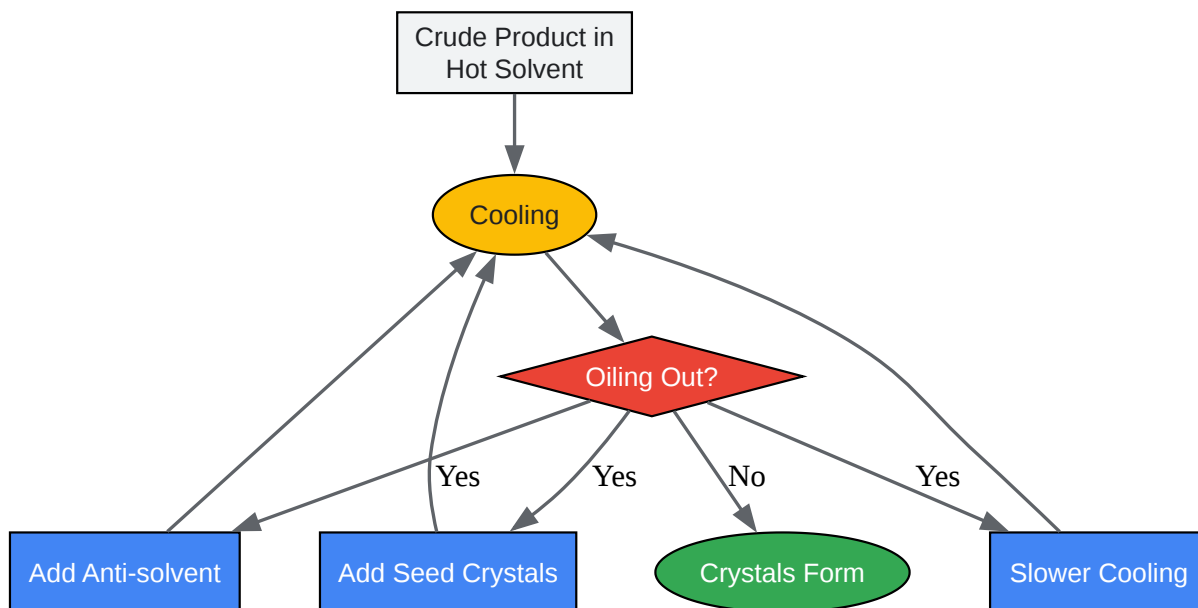 Crude Product in
Hot Solvent
Cooling
Oiling Out?
Yes
Yes
No
Yes
Add Anti-solvent
Add Seed Crystals
Crystals Form
Slower Cooling